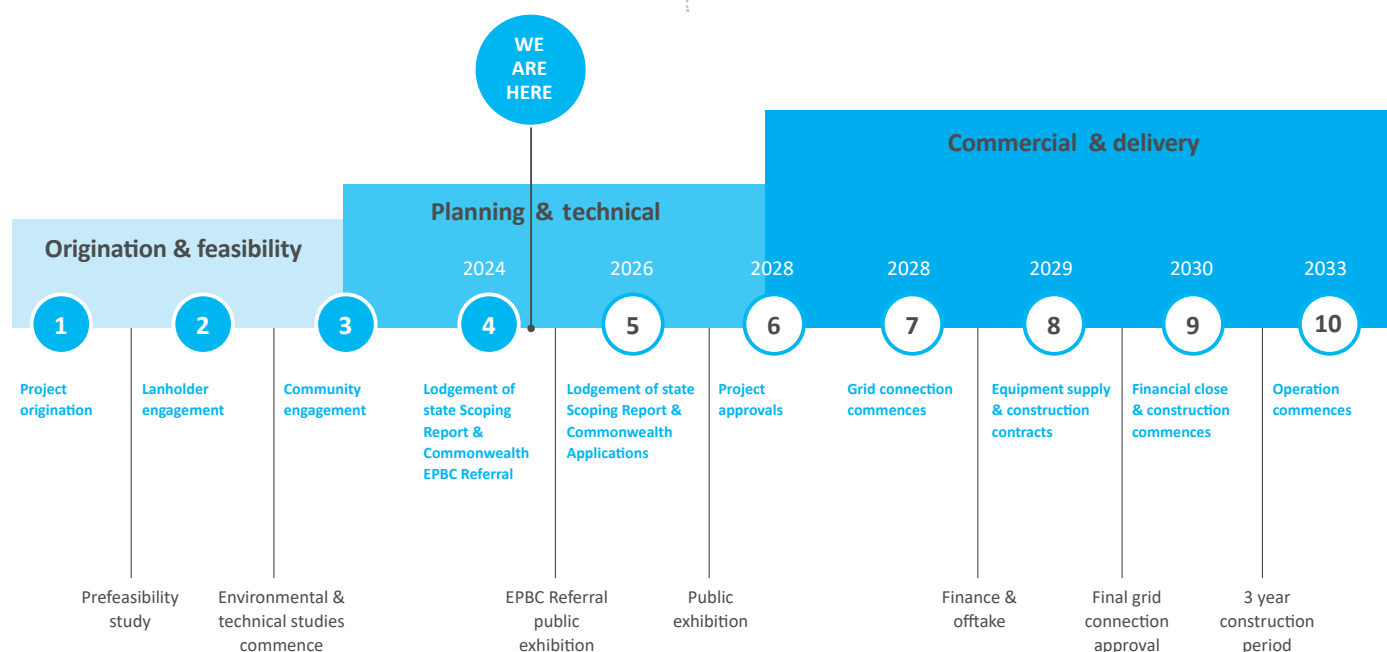 WE
ARE
HERE
Commercial & delivery
Planning & technical
Origination & feasibility
2024
2026
2028
2028
2029
2030
2033
1
2
3
4
5
6
7
8
9
10
Project
origination
Lanholder
engagement
Community
engagement
Lodgement of
state Scoping
Report &
Commonwealth
EPBC Referral
Lodgement of state
Scoping Report &
Commonwealth
Applications
Project
approvals
Grid connection
commences
Equipment supply
& construction
contracts
Financial close
& construction
commences
Operation
commences
Prefeasibility
study
Environmental &
technical studies
commence
EPBC Referral
public
exhibition
Public
exhibition
Finance &
offtake
Final grid
connection
approval
3 year
construction
period